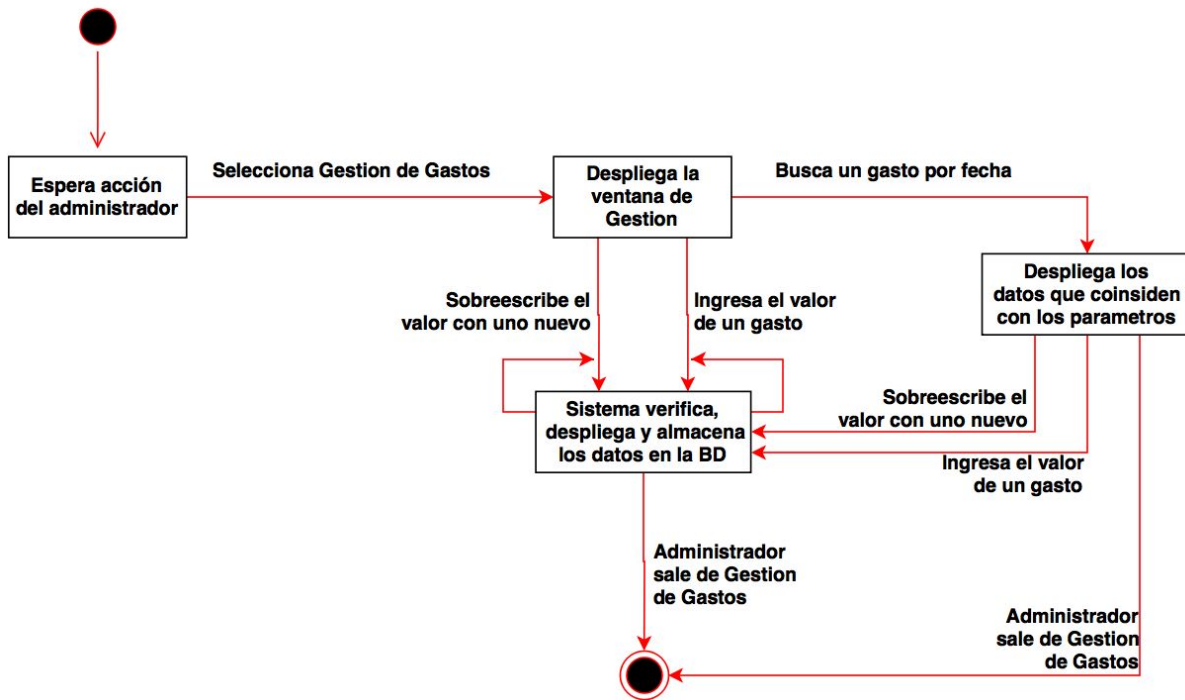 Espera acción
del administrador
Selecciona Gestion de Gastos
Despliega la
ventana de
Gestion
Busca un gasto por fecha
Despliega los
datos que coinsiden
con los parametros
Sobreescribe el
valor con uno nuevo
Ingresa el valor
de un gasto
Sistema verifica,
despliega y almacena
los datos en la BD
Sobreescribe el
valor con uno nuevo
Ingresa el valor
de un gasto
Administrador
sale de Gestion
de Gastos
Administrador
sale de Gestion
de Gastos